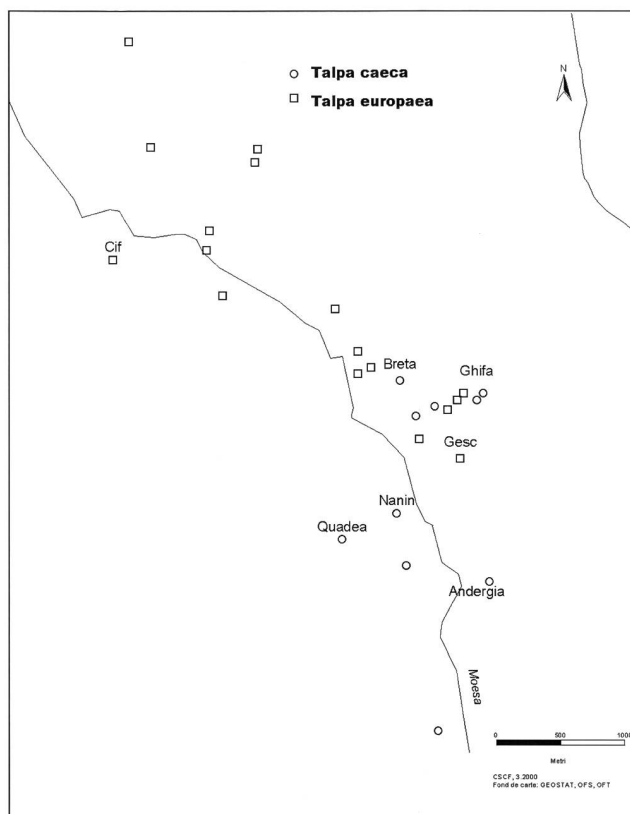 Talpa caeca
N
Talpa europaea
Cif
Breta
Ghifa
Gesc
Nanin
Quadea
Andergia
Moesa
0 500 1000
Metri
CSCF, 3.2000
Fond de carte: GEOSTAT, OFS, OFT